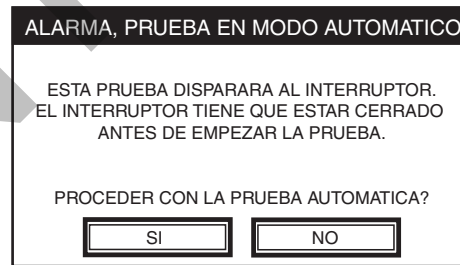 ALARMA, PRUEBA EN MODO AUTOMATICO
ESTA PRUEBA DISPARARA AL INTERRUPTOR.
EL INTERRUPTOR TIENE QUE ESTAR CERRADO
ANTES DE EMPEZAR LA PRUEBA.
PROCEDER CON LA PRUEBA AUTOMATICA?
SI NO